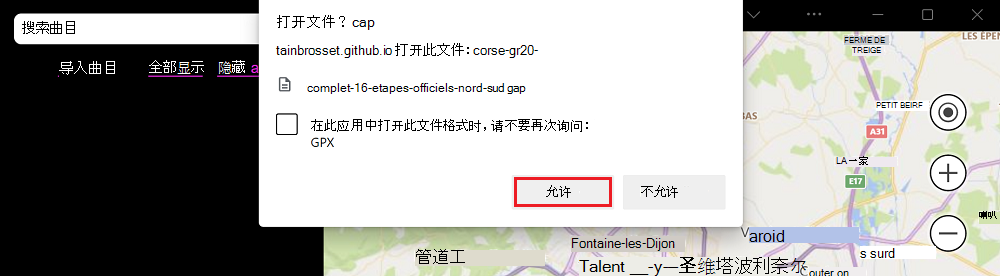 搜索曲目
导入曲目 全部显示 隐藏 a
打开文件？cap
tainbrosset.github.io 打开此文件：corse-gr20-
complet-16-etapes-officiels-nord-sud gap
在此应用中打开此文件格式时，请不要再次询问：
GPX
允许 不允许
FERME DE
TREIGE
LES ÉPEN
BAS
PETIT BEIRF
A31
LA一家
E17
喇叭
Varoid
s surd
管道工
Fontaine-les-Dijon
Talent __-y—圣维塔波利奈尔
Couter on